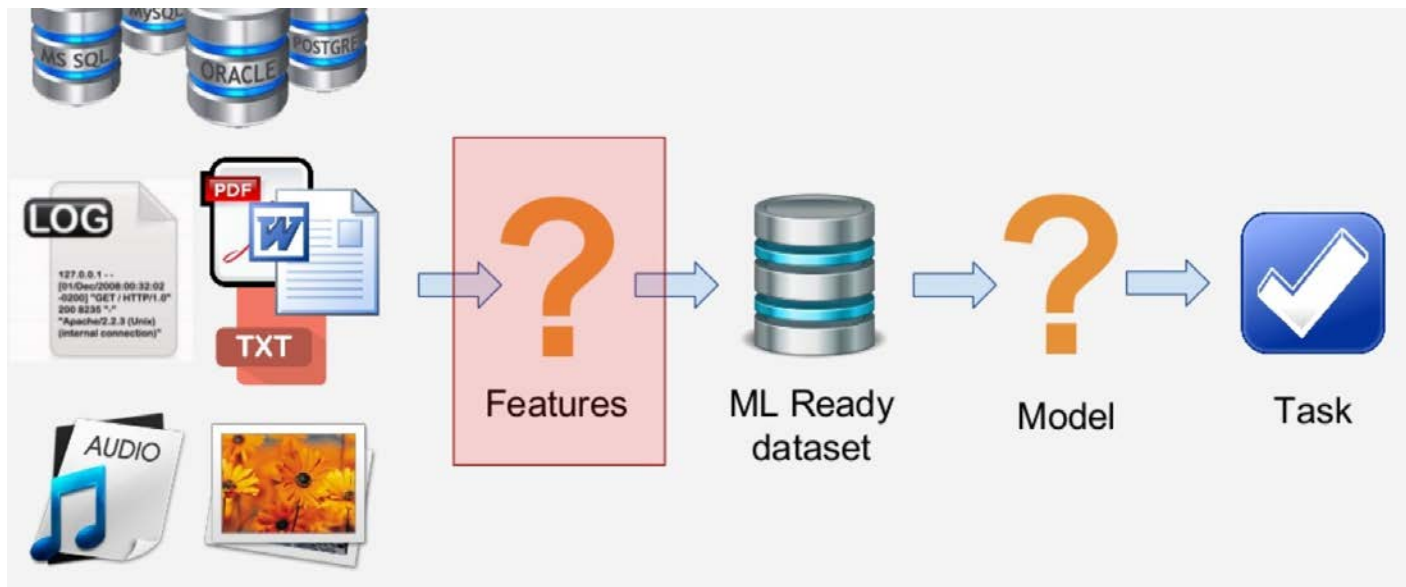 MySQL
MS SQL
ORACLE
POSTGRE
LOG
127.0.0.1 - -
[01/Dec/2008:00:32:02
-0200] "GET / HTTP/1.0"
200 8235 "-"
"Apache/2.2.3 (Unix)
(internal connection)"
PDF
W
TXT
AUDIO
?
Features
ML Ready
dataset
?
Model
Task